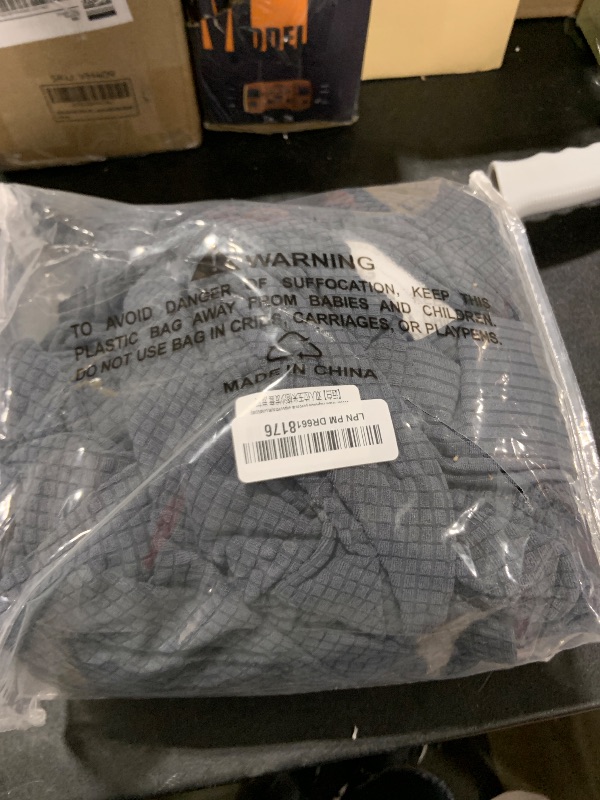 WARNING
TO AVOID DANGER OF SUFFOCATION, KEEP THIS
PLASTIC BAG AWAY FROM BABIES AND CHILDREN.
DO NOT USE BAG IN CRIBS, CARRIAGES, OR PLAYPENS.
MADE IN CHINA
LPN PM DR6618176